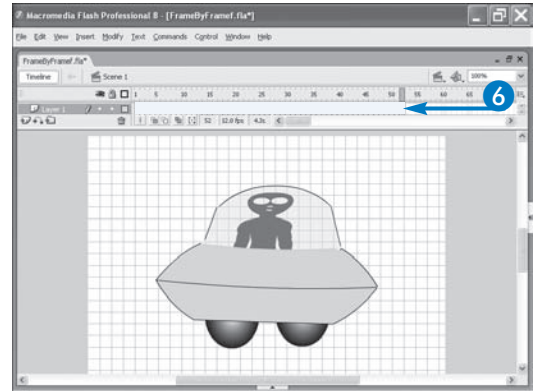 Macromedia Flash Professional 8 - [FrameByFramef.fla*]
File Edit View Insert Modify Text Commands Control Window Help
FrameByFramef.fla*
Timeline Scene 1 100%
1 5 10 15 20 25 30 35 40 45 50 55 60 65
Layer 1
52 12.0 fps 4.3s
6